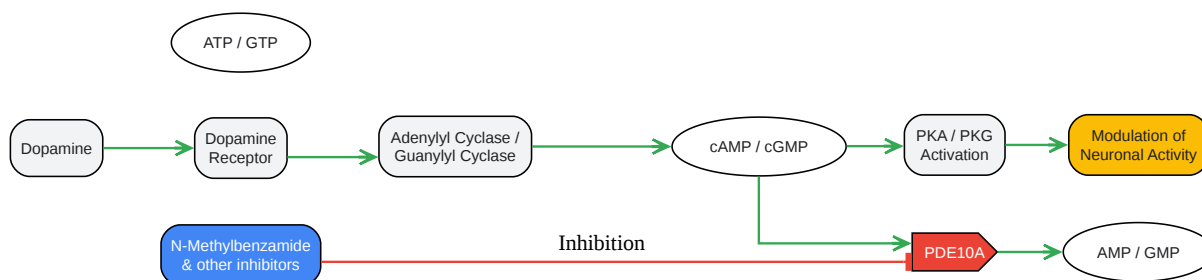 ATP / GTP
Dopamine
Dopamine
Receptor
Adenylyl Cyclase /
Guanylyl Cyclase
cAMP / cGMP
PKA / PKG
Activation
Modulation of
Neuronal Activity
N-Methylbenzamide
& other inhibitors
Inhibition
PDE10A
AMP / GMP